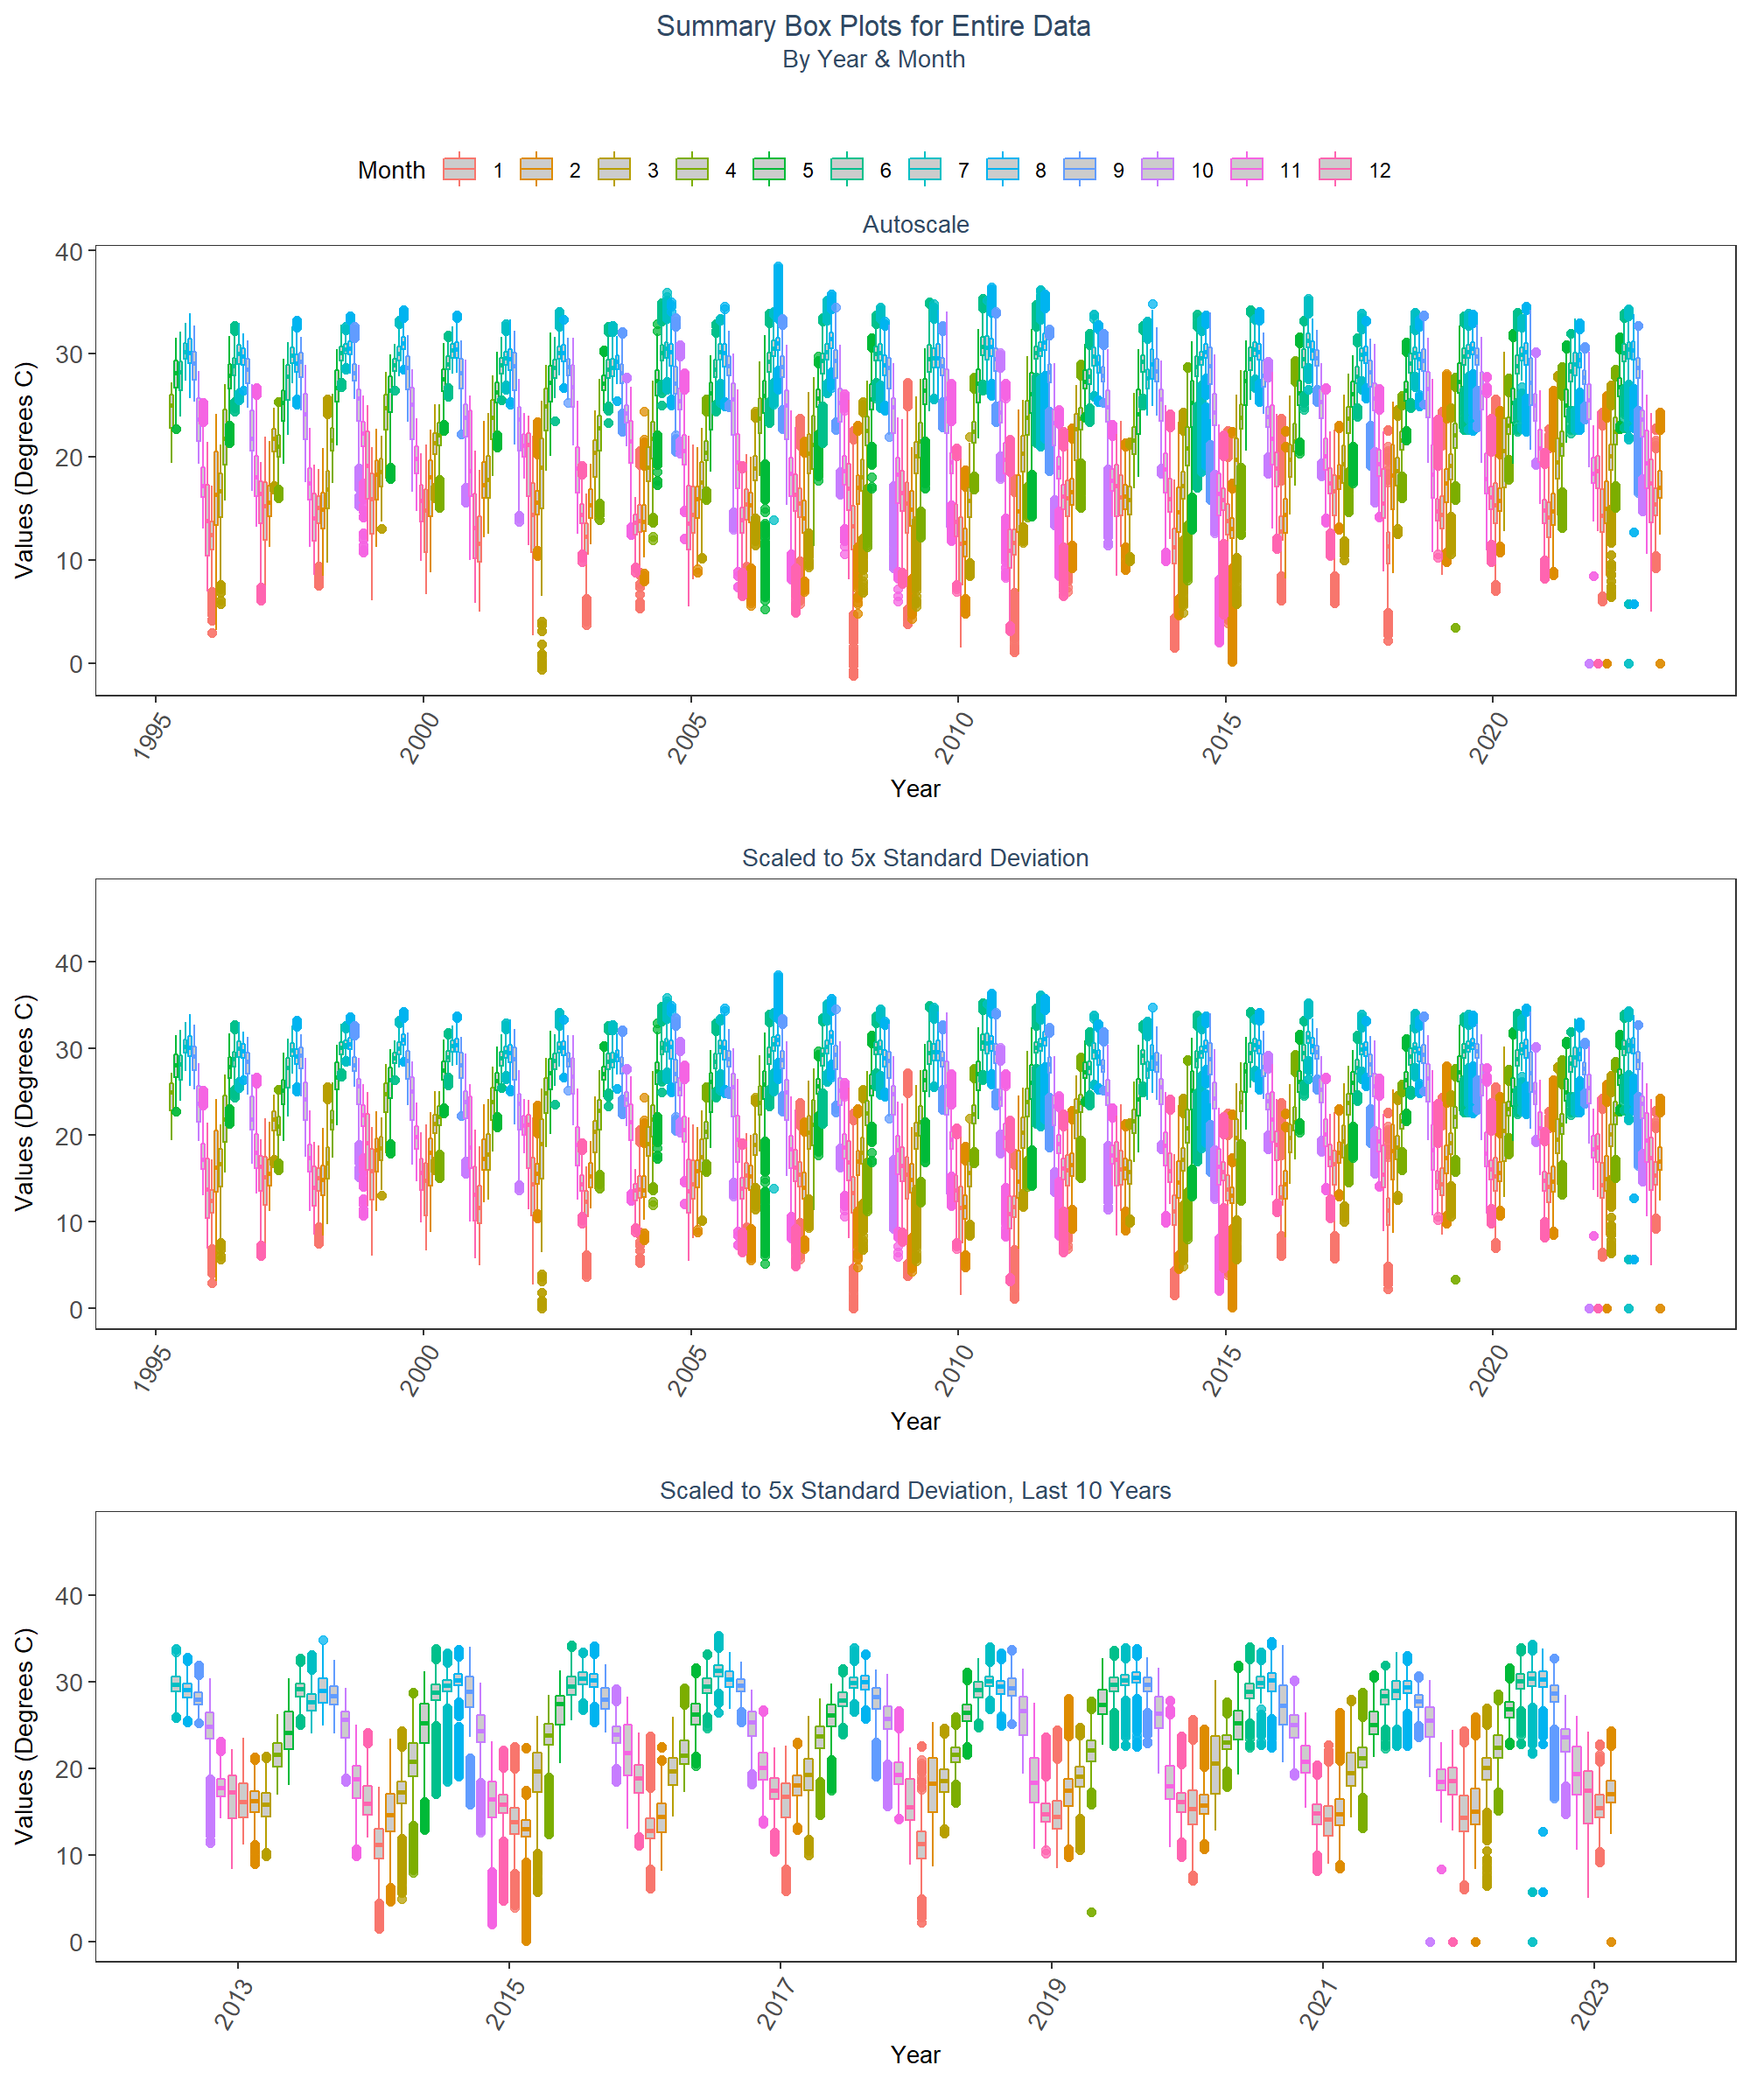 Summary Box Plots for Entire Data
By Year & Month
Month 1 2 3 4 5 6 7 8 9 10 11 12
Autoscale
Values (Degrees C)
40
30
20
10
0
1995 2000 2005 2010 2015 2020
Year
Scaled to 5x Standard Deviation
Values (Degrees C)
40
30
20
10
0
1995 2000 2005 2010 2015 2020
Year
Scaled to 5x Standard Deviation, Last 10 Years
Values (Degrees C)
40
30
20
10
0
2013 2015 2017 2019 2021 2023
Year